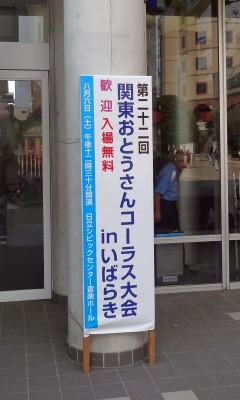 第二十二回
関東おとうさんコーラス大会
inいばらき
歓迎 入場無料
八月六日（土）午後十二時三十分開演 日立シビックセンター音楽ホール